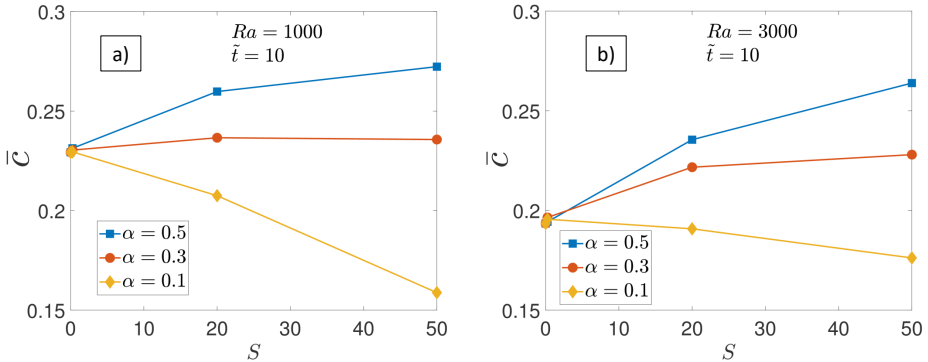 0.3
0.25
0.2
0.15
c̄
a)
Ra = 1000
t̃ = 10
α = 0.5
α = 0.3
α = 0.1
0 10 20 30 40 50
S
0.3
0.25
0.2
0.15
c̄
b)
Ra = 3000
t̃ = 10
α = 0.5
α = 0.3
α = 0.1
0 10 20 30 40 50
S